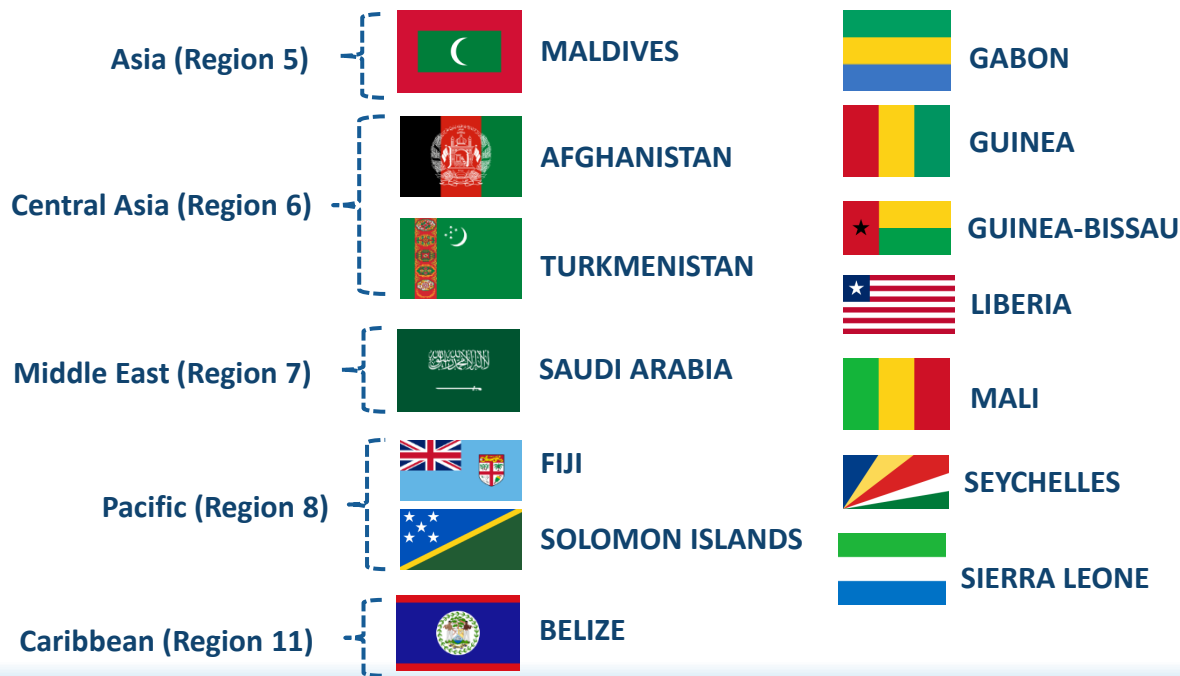 Asia (Region 5)
MALDIVES
Central Asia (Region 6)
AFGHANISTAN
TURKMENISTAN
Middle East (Region 7)
SAUDI ARABIA
Pacific (Region 8)
FIJI
SOLOMON ISLANDS
Caribbean (Region 11)
BELIZE
GABON
GUINEA
GUINEA-BISSAU
LIBERIA
MALI
SEYCHELLES
SIERRA LEONE